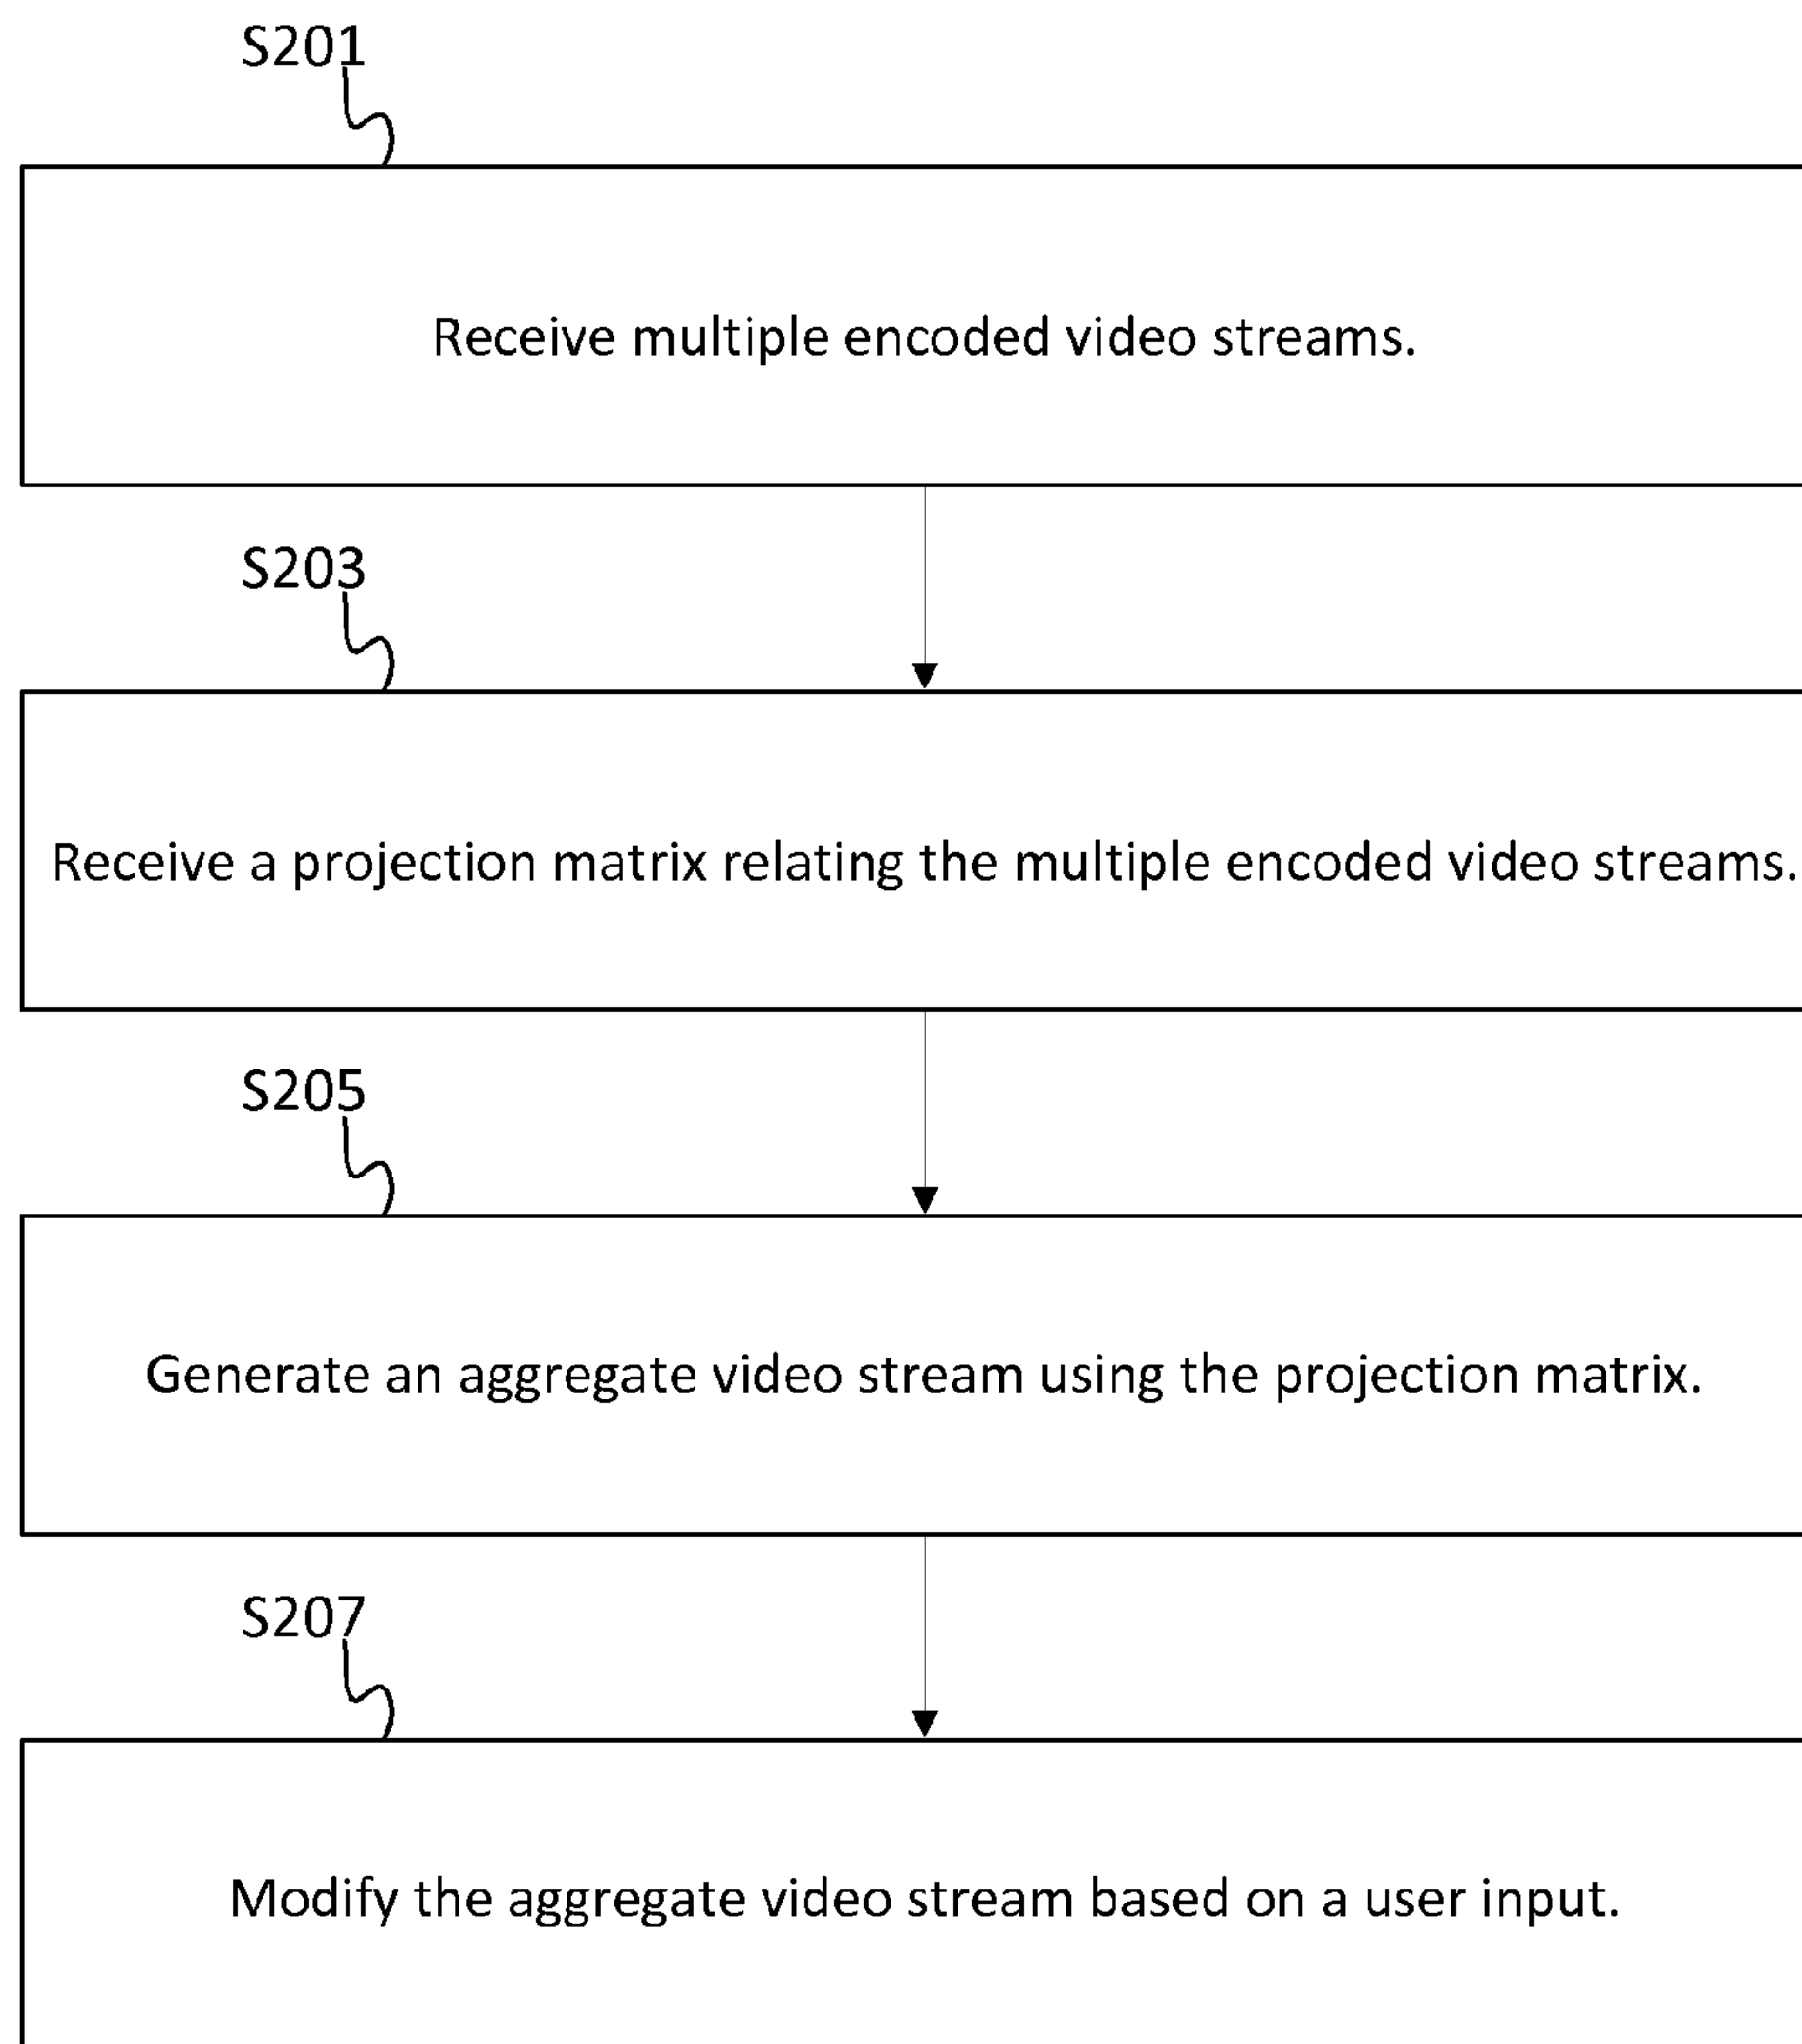 S201
Receive multiple encoded video streams.
S203
Receive a projection matrix relating the multiple encoded video streams.
S205
Generate an aggregate video stream using the projection matrix.
S207
Modify the aggregate video stream based on a user input.